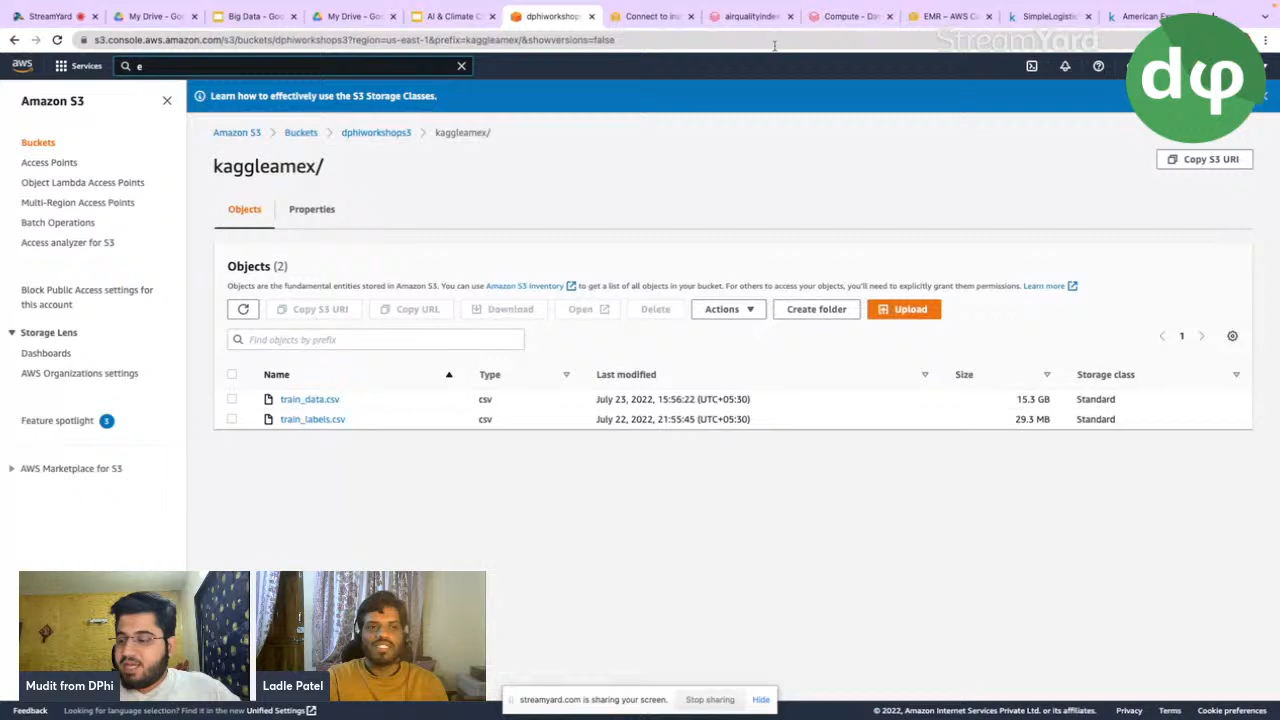 StreamYard
My Drive - Goo
Big Data - Goog
My Drive - Goo
AI & Climate C
dphiworkshops
Connect to ins
airqualityindex
Compute - Da
EMR – AWS Co
SimpleLogistic
American Exp
s3.console.aws.amazon.com/s3/buckets/dphiworkshops3?region=us-east-1&prefix=kaggleamex/&showversions=false
StreamYard
dφ
aws
Services
e
Amazon S3
Learn how to effectively use the S3 Storage Classes.
Buckets
Access Points
Object Lambda Access Points
Multi-Region Access Points
Batch Operations
Access analyzer for S3
Block Public Access settings for
this account
Storage Lens
Dashboards
AWS Organizations settings
Feature spotlight 3
AWS Marketplace for S3
Amazon S3 > Buckets > dphiworkshops3 > kaggleamex/
kaggleamex/
Copy S3 URI
Objects
Properties
Objects (2)
Objects are the fundamental entities stored in Amazon S3. You can use Amazon S3 inventory to get a list of all objects in your bucket. For others to access your objects, you'll need to explicitly grant them permissions. Learn more
Copy S3 URI
Copy URL
Download
Open
Delete
Actions
Create folder
Upload
Find objects by prefix
1
Name Type Last modified Size Storage class
train_data.csv csv July 23, 2022, 15:56:22 (UTC+05:30) 15.3 GB Standard
train_labels.csv csv July 22, 2022, 21:55:45 (UTC+05:30) 29.3 MB Standard
Mudit from DPhi
Ladle Patel
streamyard.com is sharing your screen.
Stop sharing
Hide
Feedback
Looking for language selection? Find it in the new Unified Settings
© 2022, Amazon Internet Services Private Ltd. or its affiliates.
Privacy
Terms
Cookie preferences